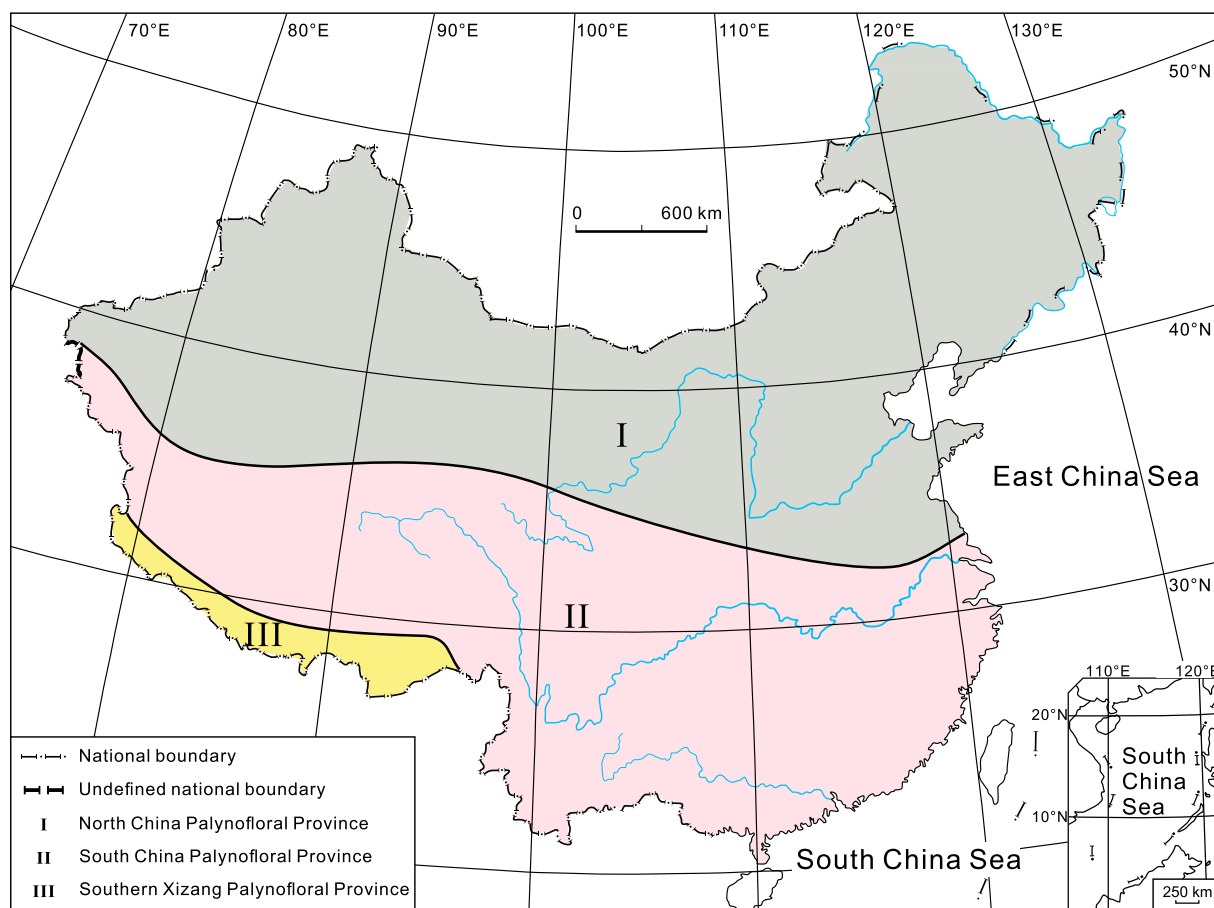 70°E
80°E
90°E
100°E
110°E
120°E
130°E
50°N
0 600 km
40°N
I
East China Sea
30°N
II
III
110°E 120°E
20°N
South
China
Sea
10°N
250 km
South China Sea
National boundary
Undefined national boundary
I North China Palynofloral Province
II South China Palynofloral Province
III Southern Xizang Palynofloral Province